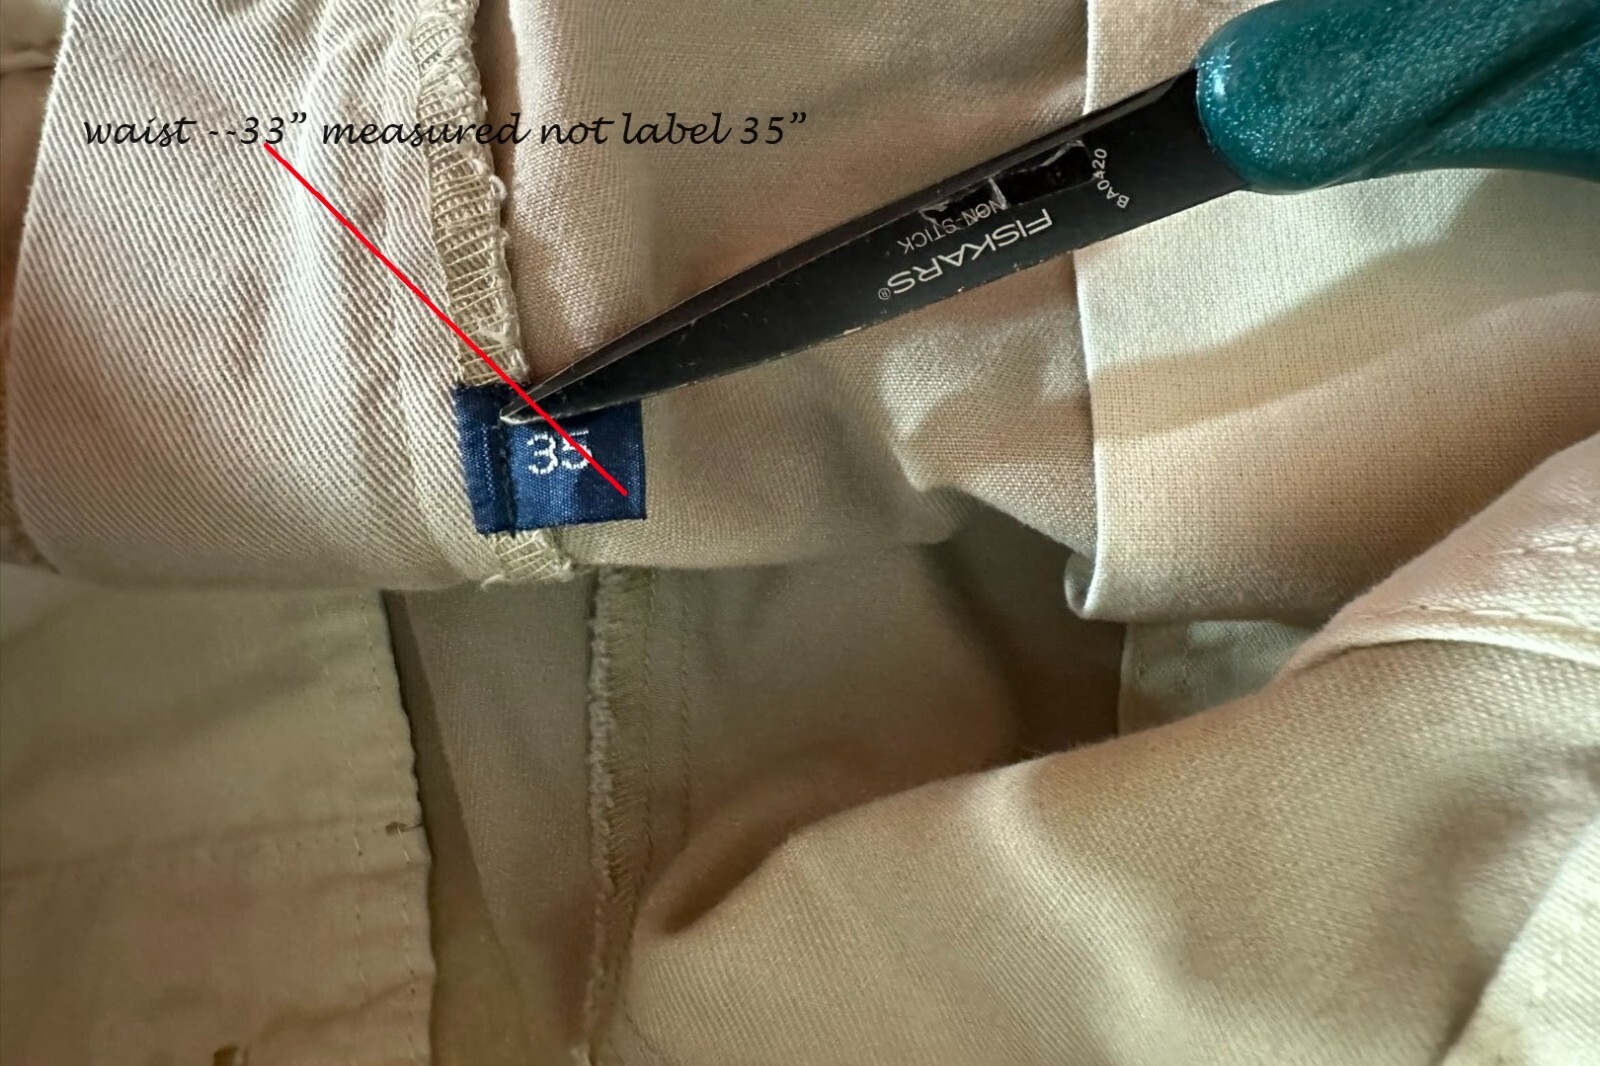 waist --33” measured not label 35”
BA0420
NON-STICK
FISKARS®
35